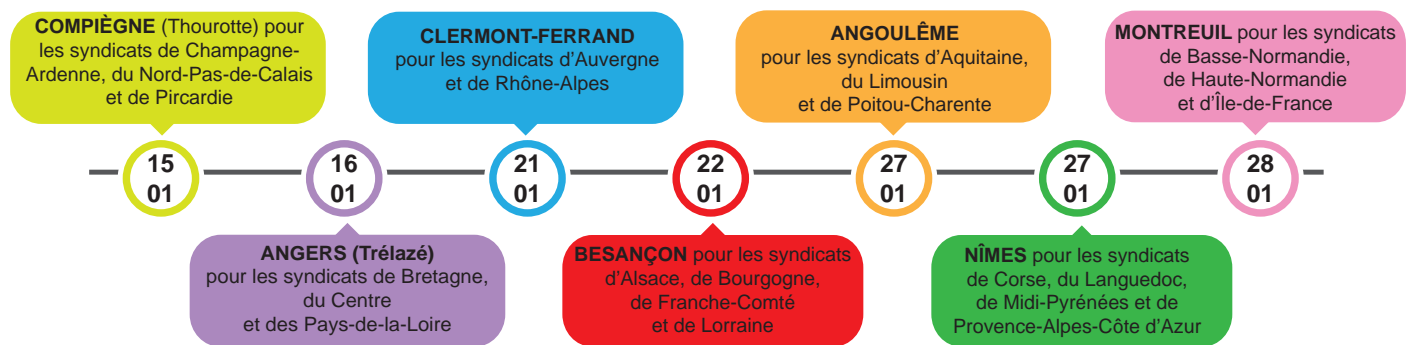 COMPIÈGNE (Thourotte) pour
les syndicats de Champagne-
Ardenne, du Nord-Pas-de-Calais
et de Pircardie
15
01
16
01
ANGERS (Trélazé)
pour les syndicats de Bretagne,
du Centre
et des Pays-de-la-Loire
CLERMONT-FERRAND
pour les syndicats d'Auvergne
et de Rhône-Alpes
21
01
22
01
BESANÇON pour les syndicats
d'Alsace, de Bourgogne,
de Franche-Comté
et de Lorraine
ANGOULÊME
pour les syndicats d'Aquitaine,
du Limousin
et de Poitou-Charente
27
01
27
01
NÎMES pour les syndicats
de Corse, du Languedoc,
de Midi-Pyrénées et de
Provence-Alpes-Côte d'Azur
MONTREUIL pour les syndicats
de Basse-Normandie,
de Haute-Normandie
et d'Île-de-France
28
01